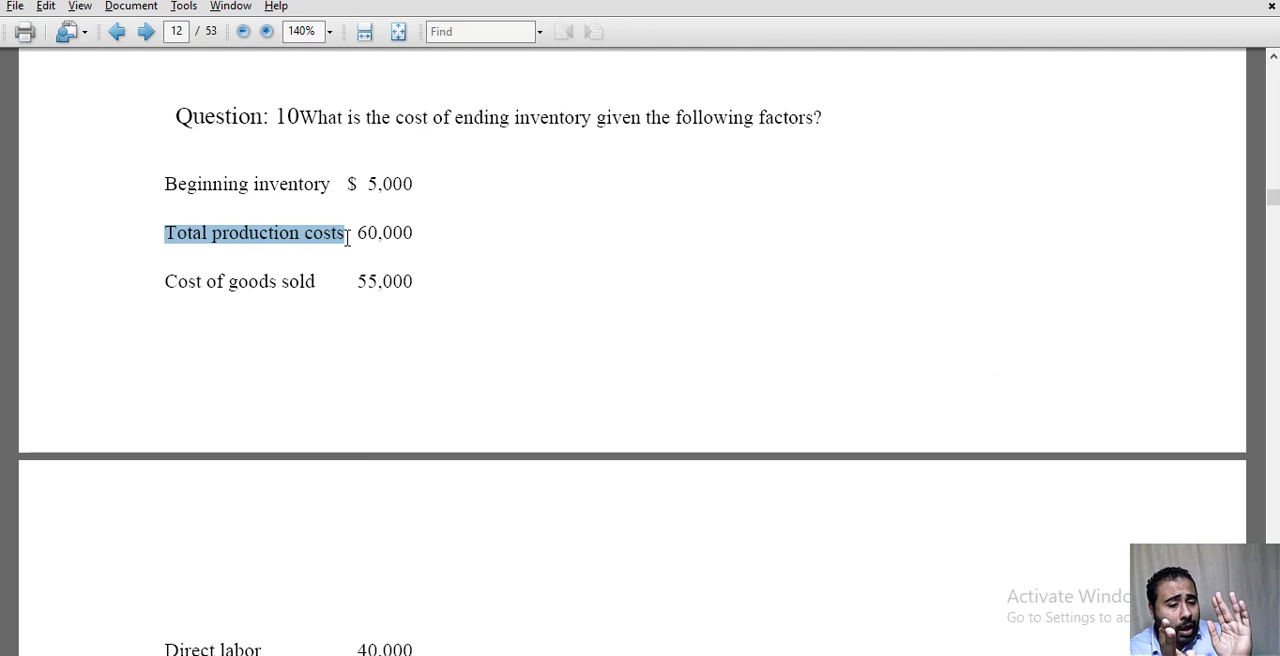 File Edit View Document Tools Window Help
12 / 53 140% Find
Question: 10What is the cost of ending inventory given the following factors?
Beginning inventory $ 5,000
Total production costs 60,000
Cost of goods sold 55,000
Activate Windo
Go to Settings to ac
Direct labor 40,000